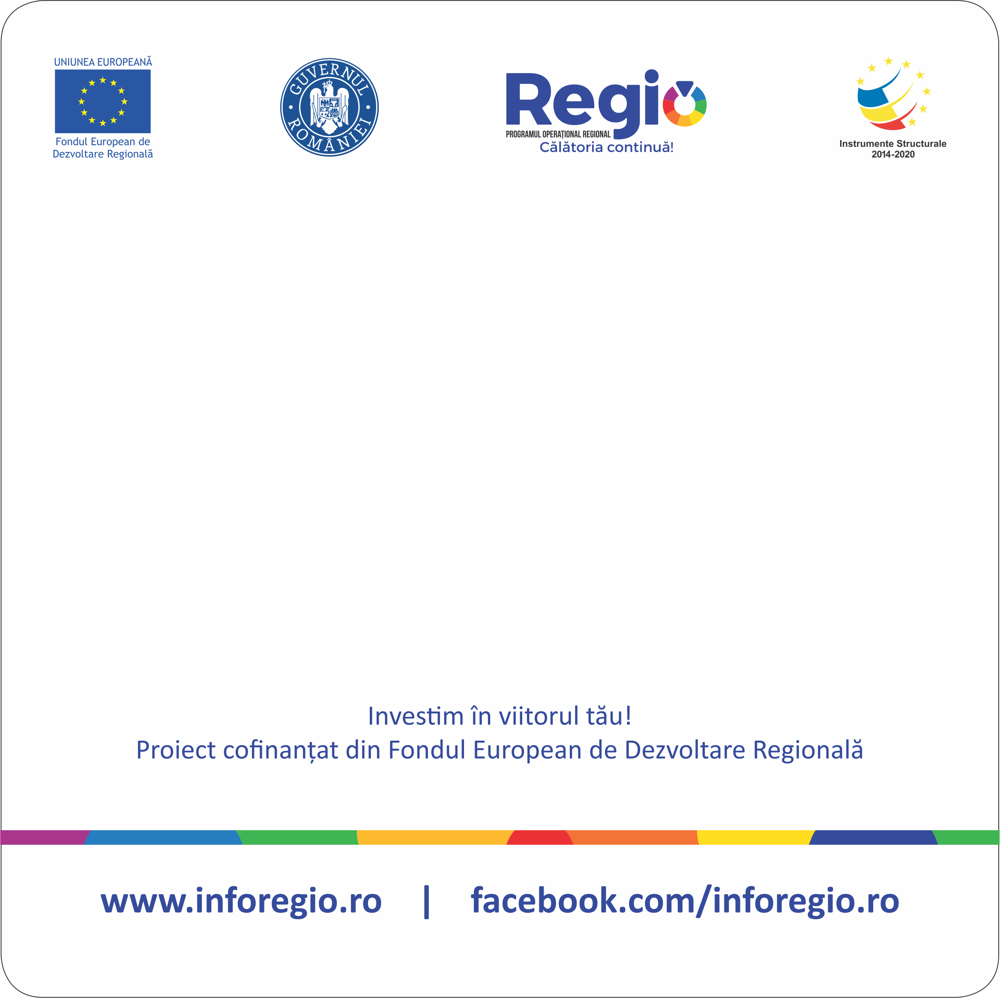 UNIUNEA EUROPEANĂ
Fondul European de
Dezvoltare Regională
GUVERNUL
ROMÂNIEI
Regio
PROGRAMUL OPERAȚIONAL REGIONAL
Călătoria continuă!
Instrumente Structurale
2014-2020
Investim în viitorul tău!
Proiect cofinanțat din Fondul European de Dezvoltare Regională
www.inforegio.ro | facebook.com/inforegio.ro